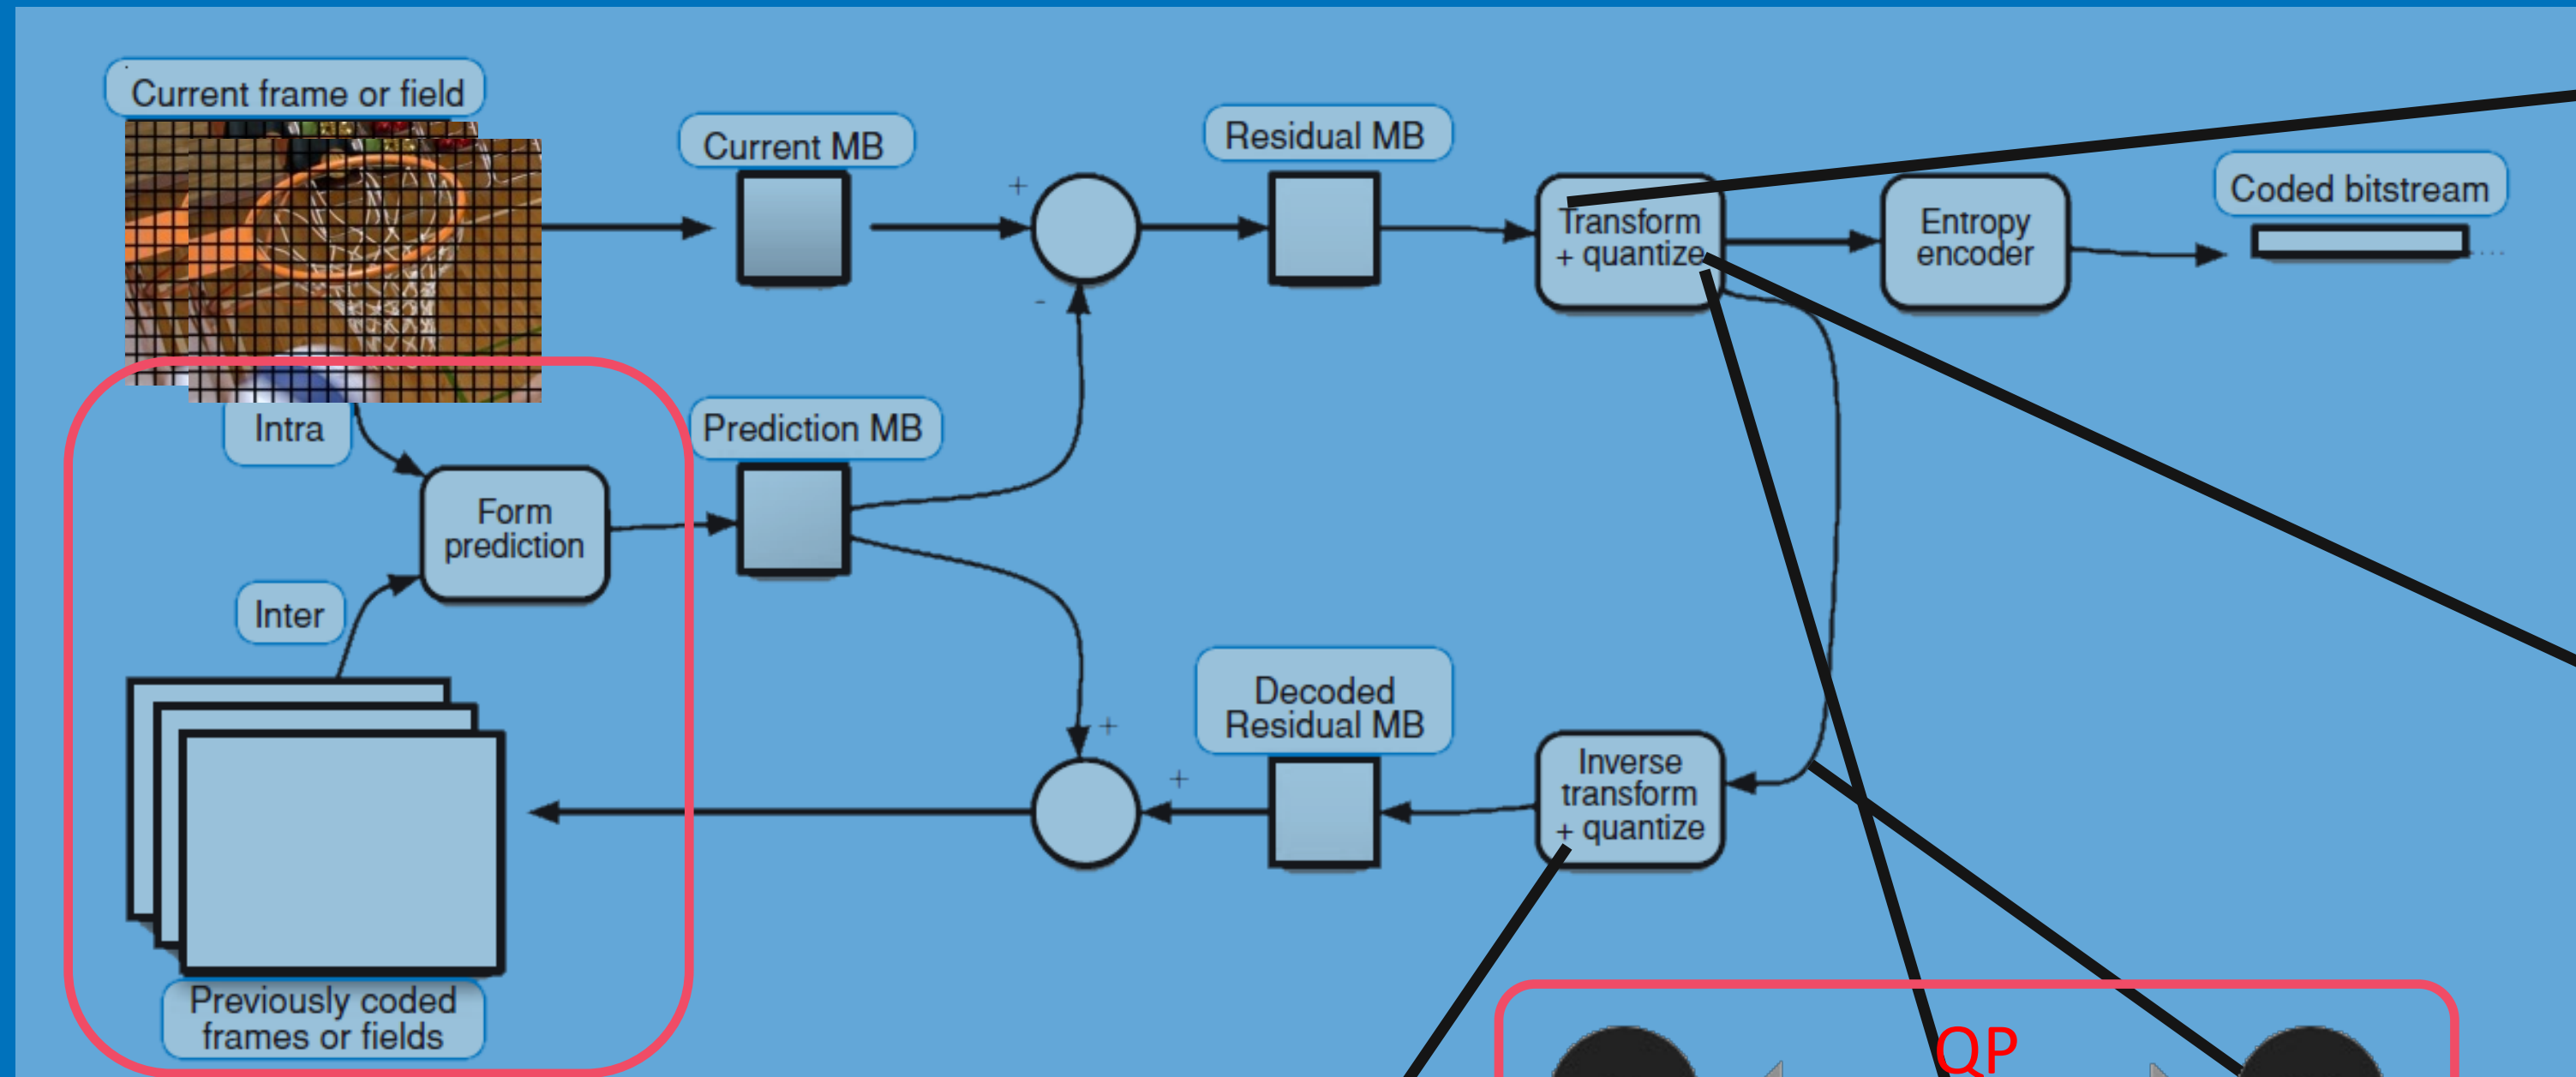 Current frame or field
Current MB
+
-
Residual MB
Transform
+ quantize
Entropy
encoder
Coded bitstream
Intra
Form
prediction
Inter
Prediction MB
+
+
Decoded
Residual MB
Inverse
transform
+ quantize
Previously coded
frames or fields
QP